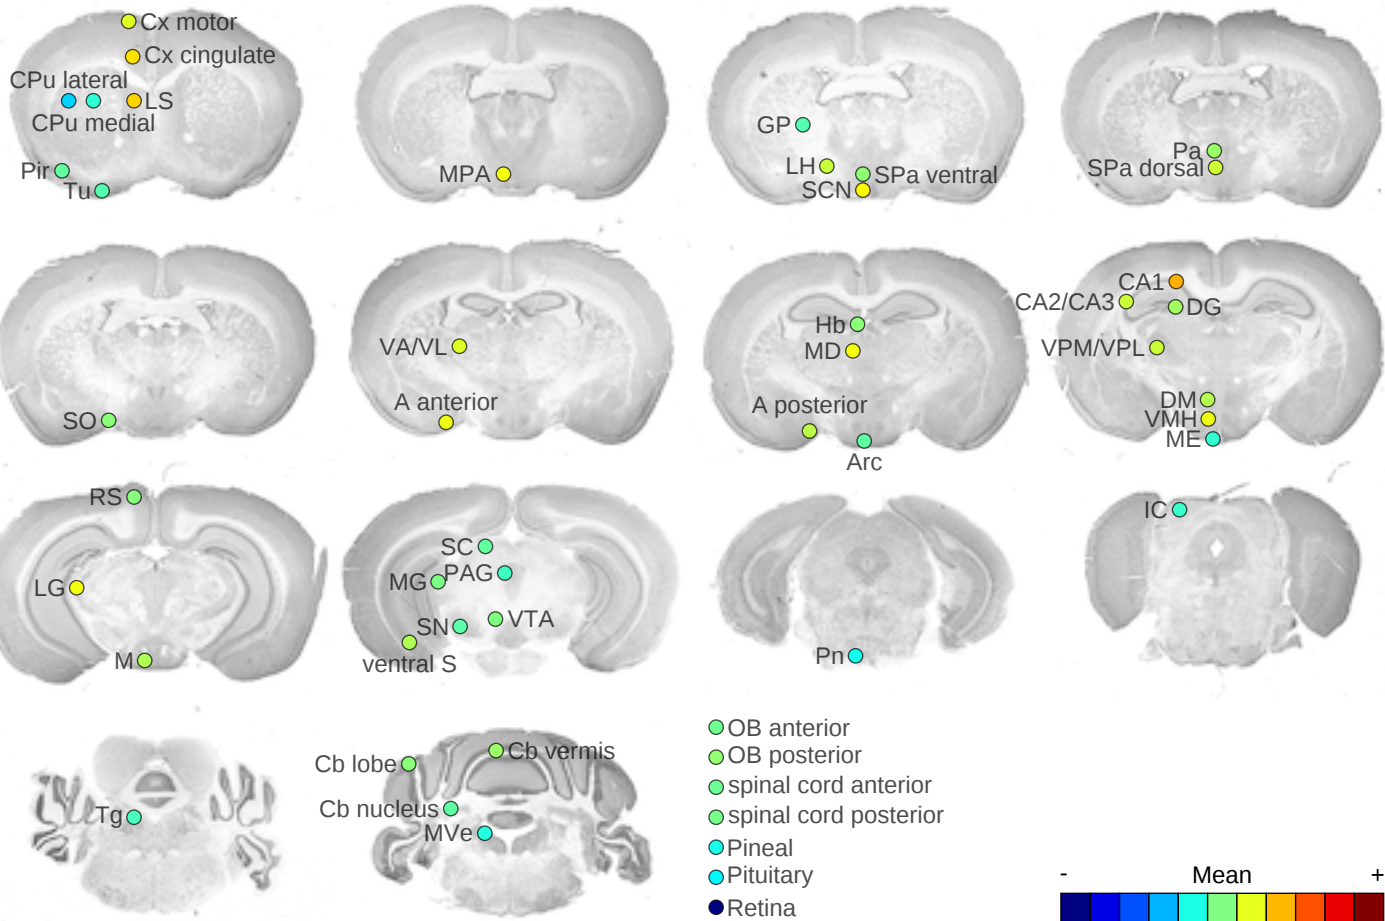 Cx motor
Cx cingulate
CPu lateral
LS
CPu medial
Pir
Tu
MPA
GP
LH
SPa ventral
SCN
Pa
SPa dorsal
SO
VA/VL
A anterior
Hb
MD
A posterior
Arc
CA1
CA2/CA3
DG
VPM/VPL
DM
VMH
ME
RS
LG
M
SC
PAG
MG
VTA
SN
ventral S
Pn
IC
Tg
Cb vermis
Cb lobe
Cb nucleus
MVe
OB anterior
OB posterior
spinal cord anterior
spinal cord posterior
Pineal
Pituitary
Retina
- Mean +